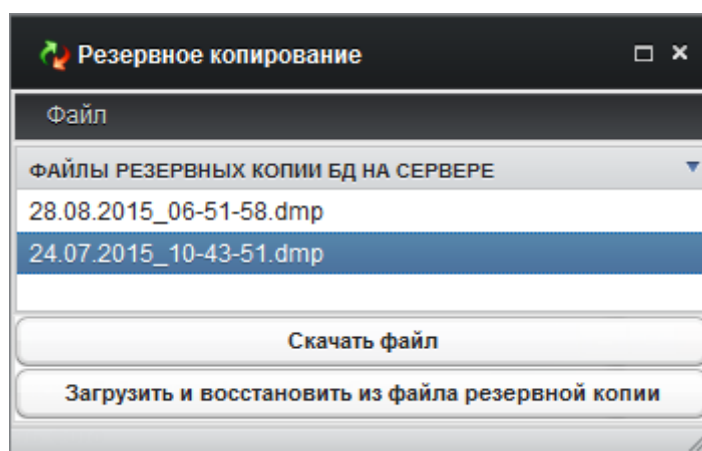 Резервное копирование
Файл
ФАЙЛЫ РЕЗЕРВНЫХ КОПИИ БД НА СЕРВЕРЕ
28.08.2015_06-51-58.dmp
24.07.2015_10-43-51.dmp
Скачать файл
Загрузить и восстановить из файла резервной копии